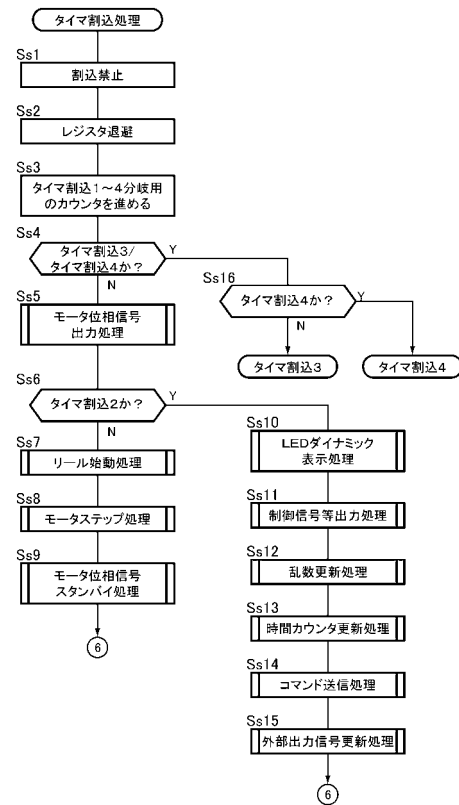 タイマ割込処理
Ss1
割込禁止
Ss2
レジスタ退避
Ss3
タイマ割込1～4分岐用
のカウンタを進める
Ss4
タイマ割込3/
タイマ割込4か?
Y
N
Ss16
タイマ割込4か?
Y
N
タイマ割込3
タイマ割込4
Ss5
モータ位相信号
出力処理
Ss6
タイマ割込2か?
Y
N
Ss7
リール始動処理
Ss8
モータステップ処理
Ss9
モータ位相信号
スタンバイ処理
6
Ss10
LEDダイナミック
表示処理
Ss11
制御信号等出力処理
Ss12
乱数更新処理
Ss13
時間カウンタ更新処理
Ss14
コマンド送信処理
Ss15
外部出力信号更新処理
6